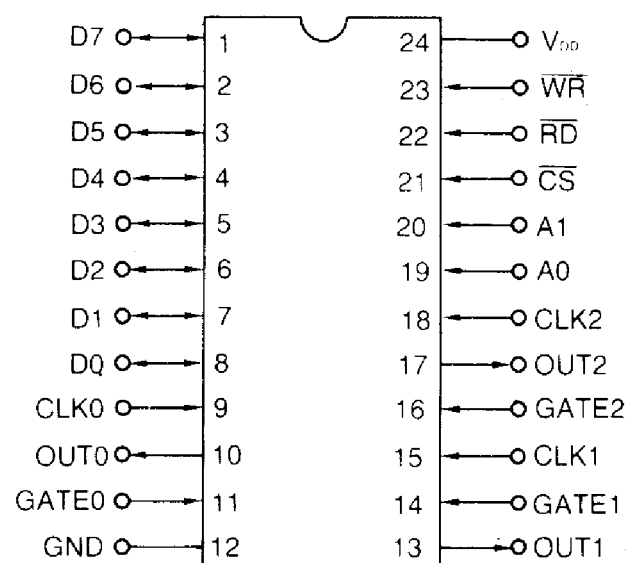 D7 1 24 VDD
D6 2 23 WR
D5 3 22 RD
D4 4 21 CS
D3 5 20 A1
D2 6 19 A0
D1 7 18 CLK2
D0 8 17 OUT2
CLK0 9 16 GATE2
OUT0 10 15 CLK1
GATE0 11 14 GATE1
GND 12 13 OUT1